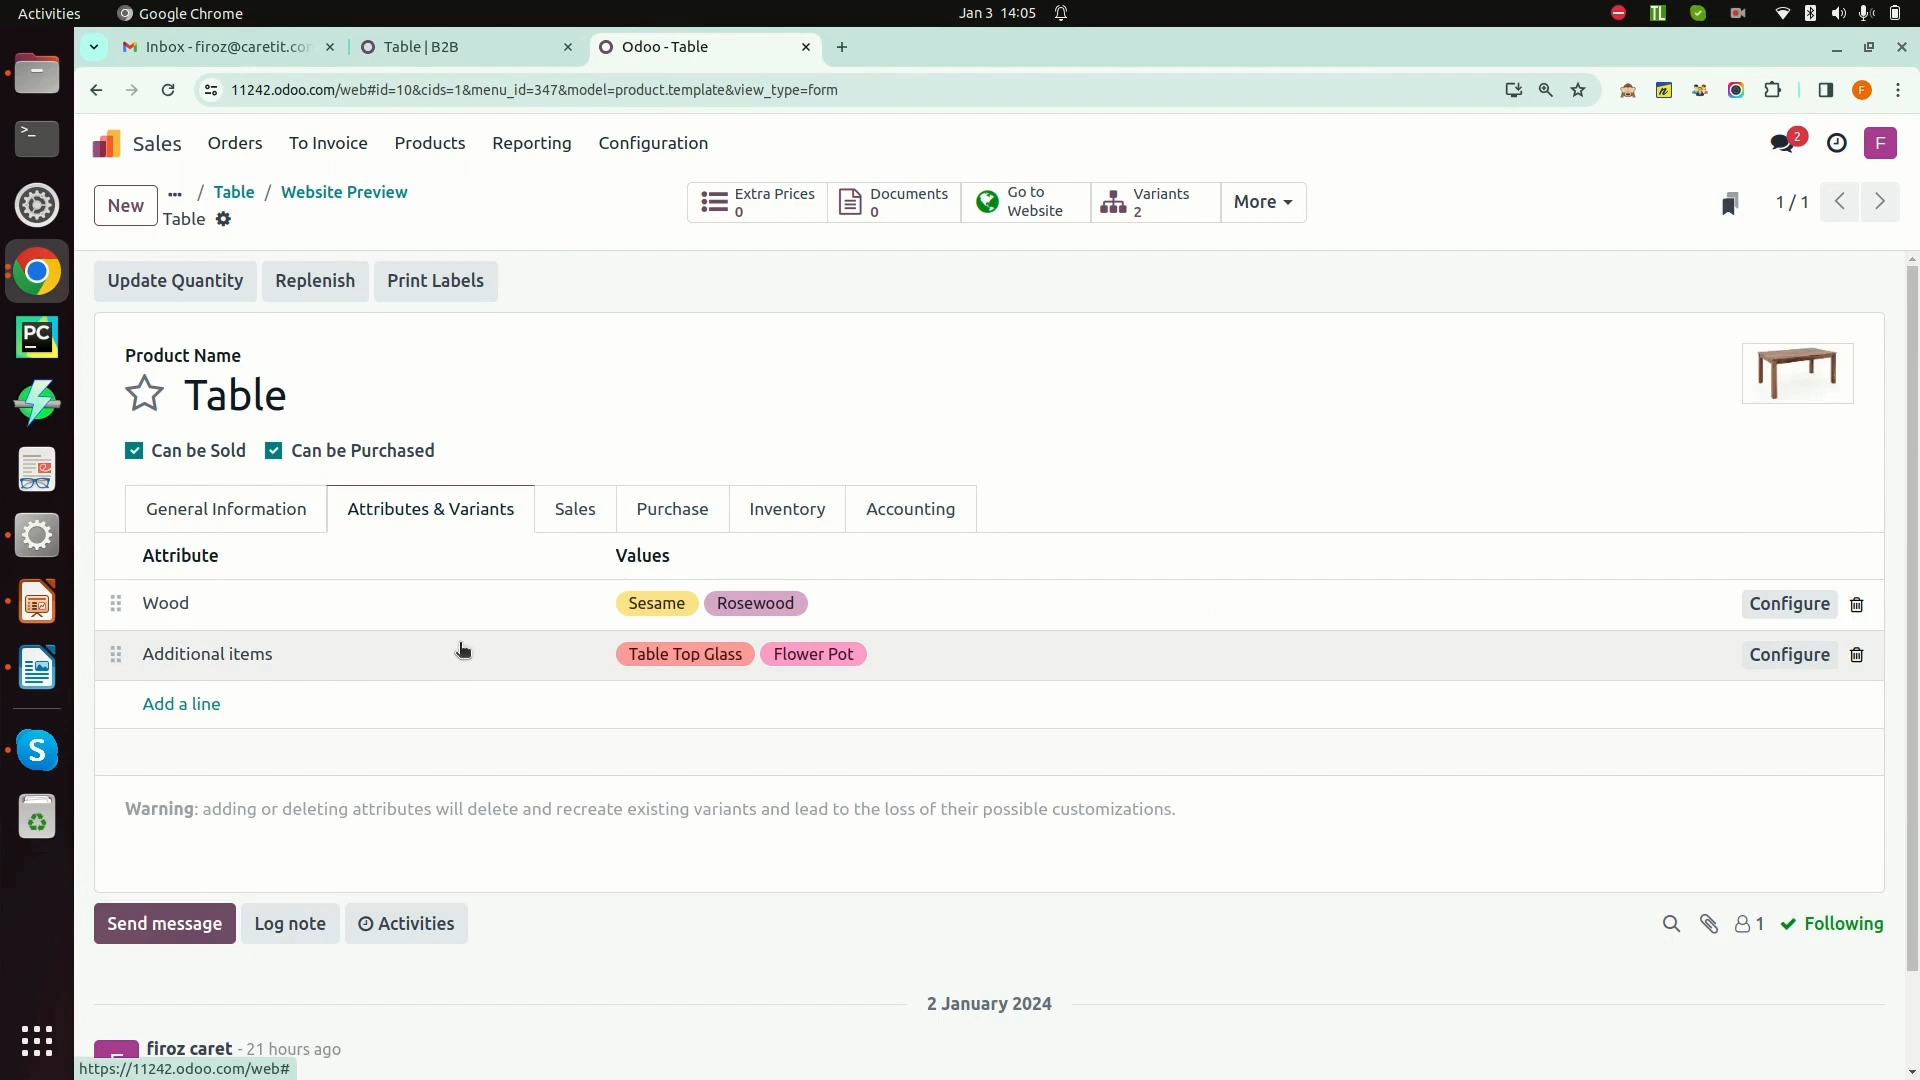 Activities
Google Chrome
Jan 3 14:05
TL
Inbox - firoz@caretit.co
Table | B2B
Odoo - Table
11242.odoo.com/web#id=10&cids=1&menu_id=347&model=product.template&view_type=form
F
Sales
Orders
To Invoice
Products
Reporting
Configuration
2
F
New
... / Table / Website Preview
Table
Extra Prices
0
Documents
0
Go to
Website
Variants
2
More
1 / 1
Update Quantity
Replenish
Print Labels
Product Name
Table
Can be Sold
Can be Purchased
General Information
Attributes & Variants
Sales
Purchase
Inventory
Accounting
Attribute
Values
Wood
Sesame
Rosewood
Configure
Additional items
Table Top Glass
Flower Pot
Configure
Add a line
Warning: adding or deleting attributes will delete and recreate existing variants and lead to the loss of their possible customizations.
Send message
Log note
Activities
1
Following
2 January 2024
firoz caret - 21 hours ago
https://11242.odoo.com/web#
PC
S